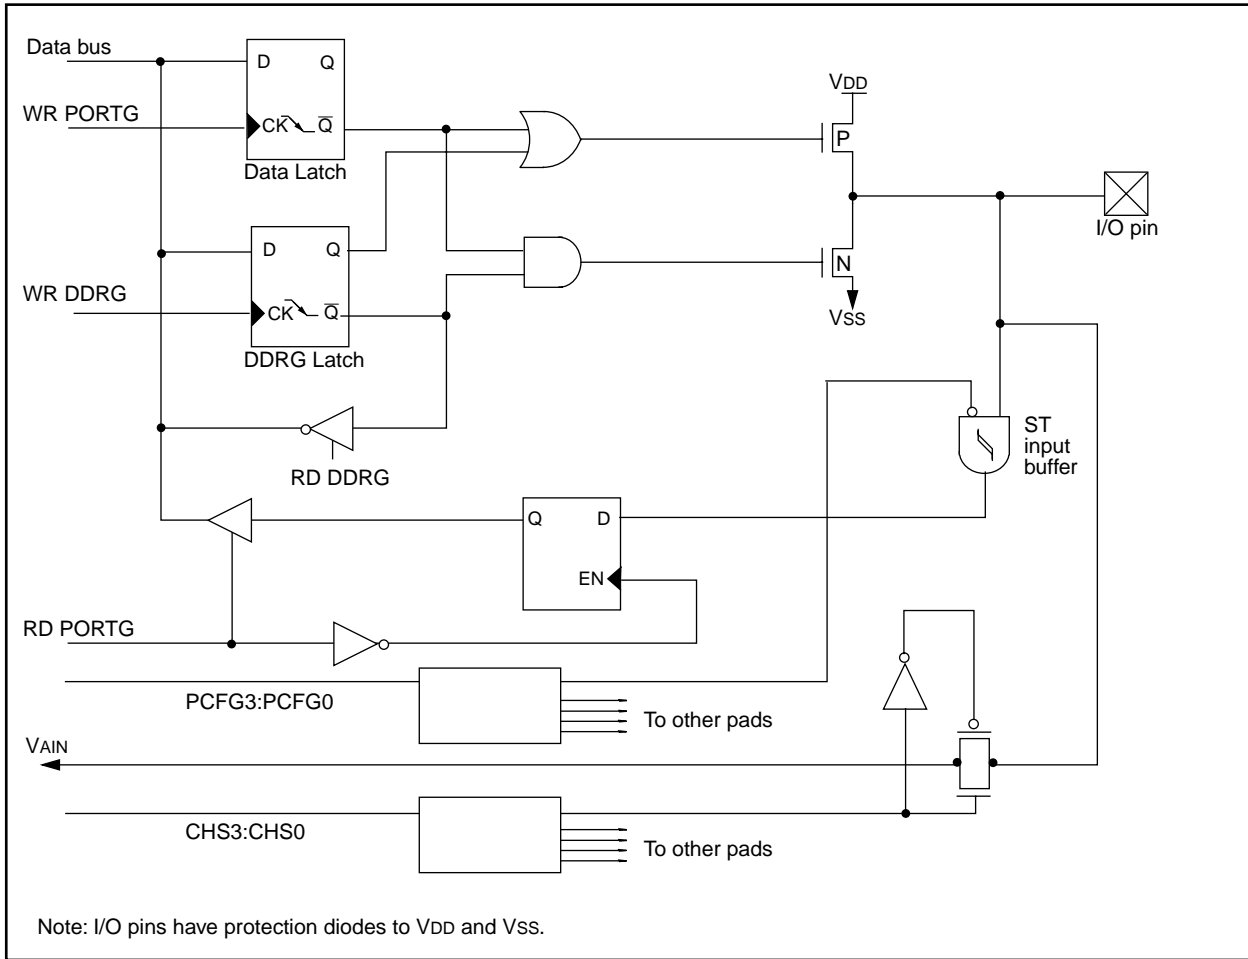 Data bus
D Q
VDD
WR PORTG
CK Q̅
P
Data Latch
I/O pin
D Q
N
WR DDRG
CK Q̅
VSS
DDRG Latch
ST
input
buffer
RD DDRG
Q D
EN
RD PORTG
PCFG3:PCFG0
To other pads
VAIN
CHS3:CHS0
To other pads
Note: I/O pins have protection diodes to VDD and VSS.